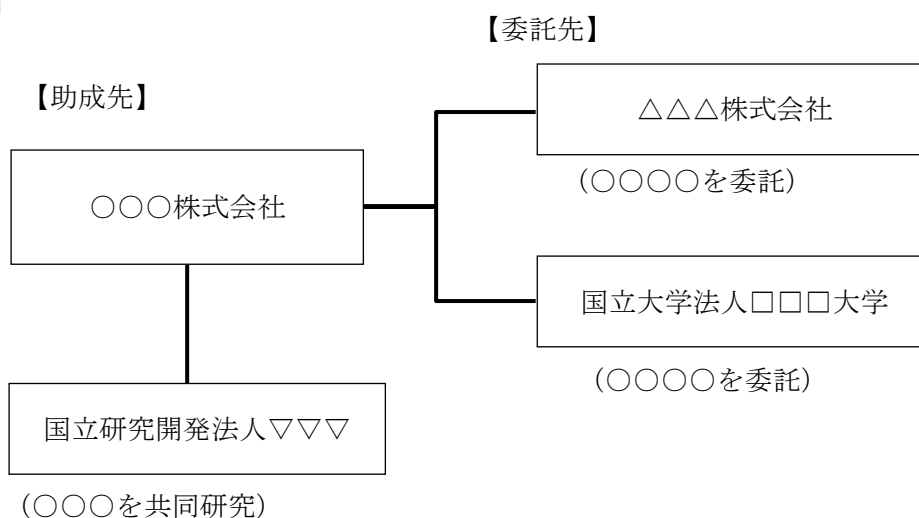 【委託先】
【助成先】
△△△株式会社
(○○○○を委託)
○○○株式会社
国立大学法人□□□大学
(○○○○を委託)
国立研究開発法人▽▽▽
(○○○を共同研究)